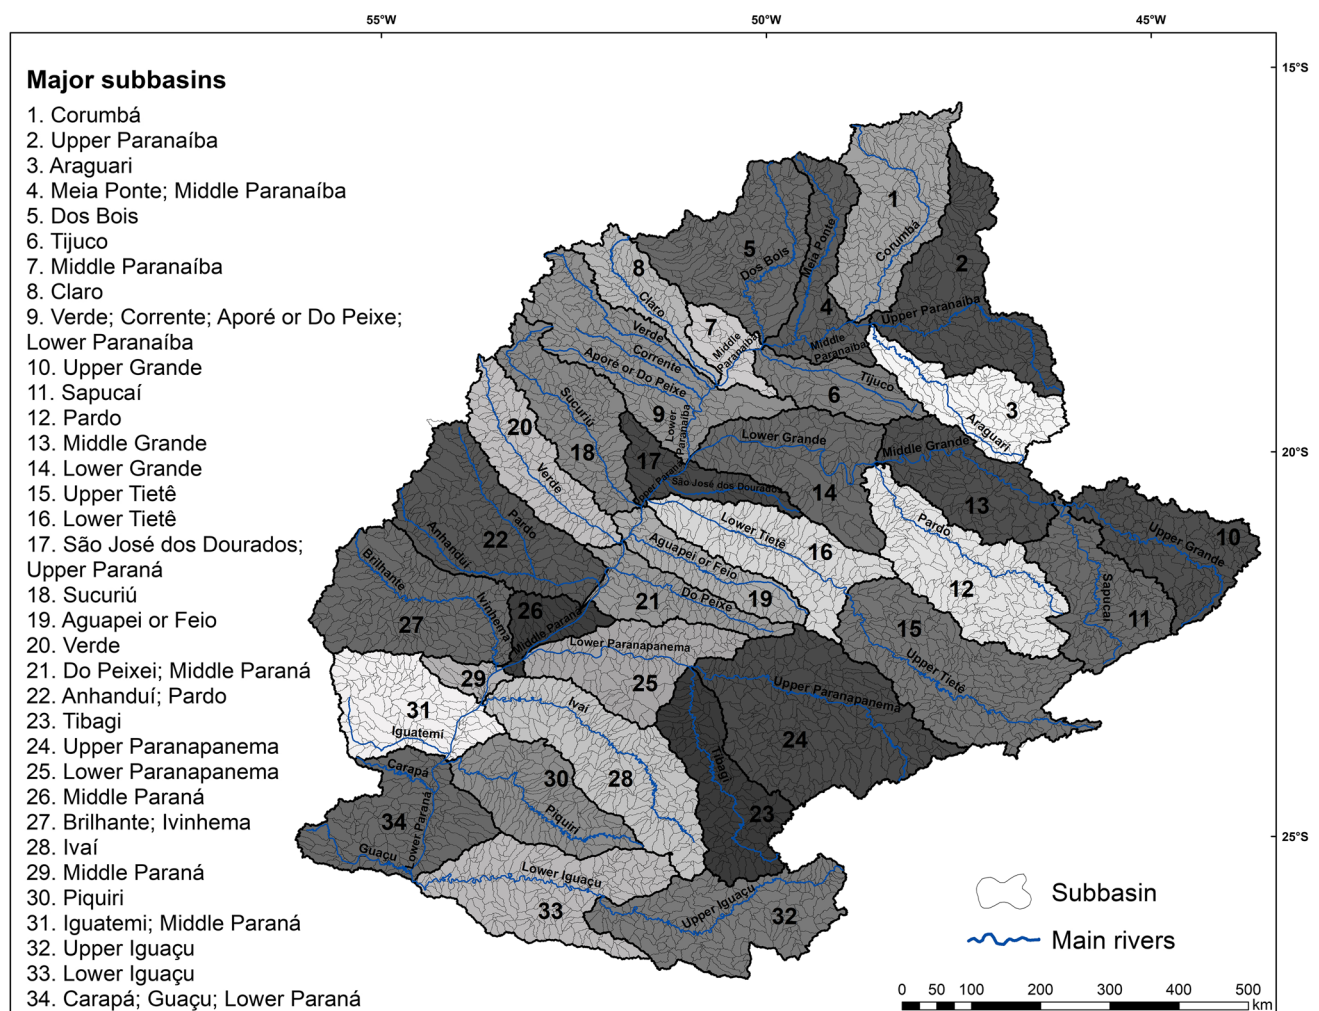 55°W
50°W
45°W
15°S
20°S
25°S
Major subbasins
1. Corumbá
2. Upper Paranaíba
3. Araguari
4. Meia Ponte; Middle Paranaíba
5. Dos Bois
6. Tijuco
7. Middle Paranaíba
8. Claro
9. Verde; Corrente; Aporé or Do Peixe;
Lower Paranaíba
10. Upper Grande
11. Sapucaí
12. Pardo
13. Middle Grande
14. Lower Grande
15. Upper Tietê
16. Lower Tietê
17. São José dos Dourados;
Upper Paraná
18. Sucuriú
19. Aguapei or Feio
20. Verde
21. Do Peixei; Middle Paraná
22. Anhanduí; Pardo
23. Tibagi
24. Upper Paranapanema
25. Lower Paranapanema
26. Middle Paraná
27. Brilhante; Ivinhema
28. Ivaí
29. Middle Paraná
30. Piquiri
31. Iguatemi; Middle Paraná
32. Upper Iguaçu
33. Lower Iguaçu
34. Carapá; Guaçu; Lower Paraná
1
Corumbá
2
Upper Paranaíba
5
Dos Bois
Meia Ponte
4
Middle
Paranaíba
8
Claro
7
Middle
Paranaíba
Verde
Corrente
Aporé or Do Peixe
9
Lower
Paranaíba
Tijuco
6
3
Araguari
20
Verde
Sucuriú
18
17
Upper Paraná
São José dos Dourados
Lower Grande
14
Middle Grande
13
Upper Grande
10
Sapucaí
11
Pardo
12
Lower Tietê
16
15
Upper Tietê
Aguapei or Feio
19
Do Peixe
21
22
Pardo
Anhanduí
Brilhante
Ivinhema
27
26
Middle Paraná
Lower Paranapanema
25
Upper Paranapanema
24
Tibagi
23
29
31
Iguatemi
Ivaí
28
30
Piquiri
Carapá
34
Lower Paraná
Guaçu
Lower Iguaçu
33
Upper Iguaçu
32
Subbasin
Main rivers
0 50 100 200 300 400 500
km